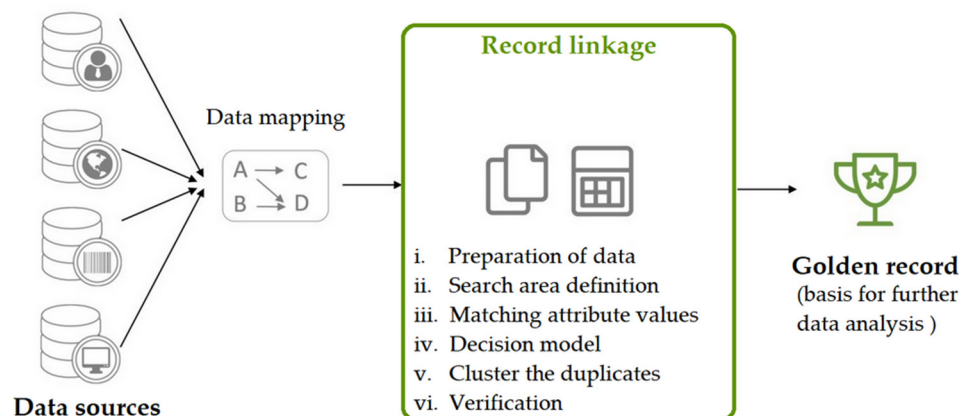 Data sources
Data mapping
A C
B D
Record linkage
i. Preparation of data
ii. Search area definition
iii. Matching attribute values
iv. Decision model
v. Cluster the duplicates
vi. Verification
Golden record
(basis for further
data analysis )